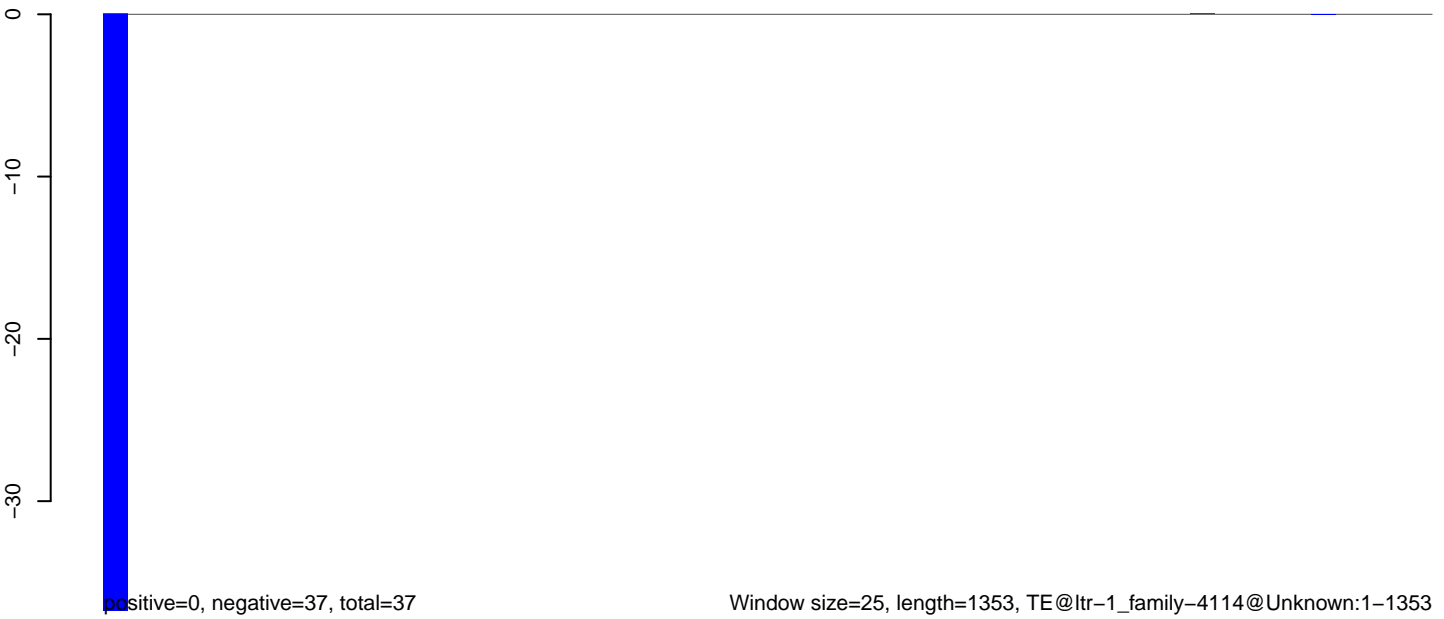 0
−10
−20
−30
positive=0, negative=37, total=37
Window size=25, length=1353, TE@ltr−1_family−4114@Unknown:1−1353